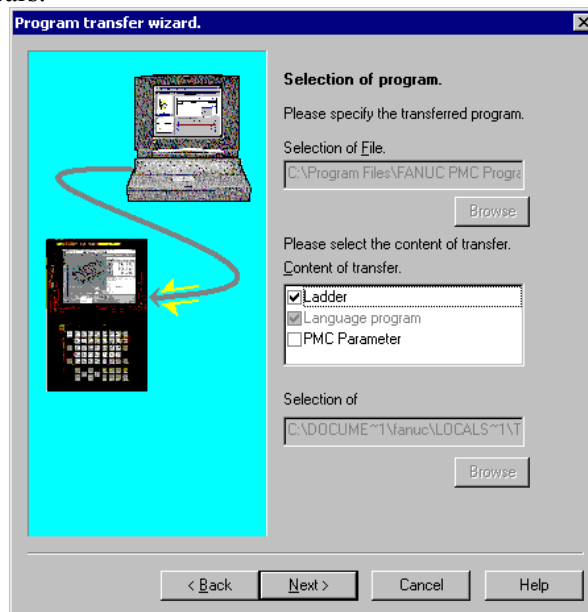 Program transfer wizard.
Selection of program.
Please specify the transferred program.
Selection of File.
C:\Program Files\FANUC PMC Progra
Browse
Please select the content of transfer.
Content of transfer.
Ladder
Language program
PMC Parameter
Selection of
C:\DOCUME~1\fanuc\LOCALS~1\T
Browse
< Back
Next >
Cancel
Help